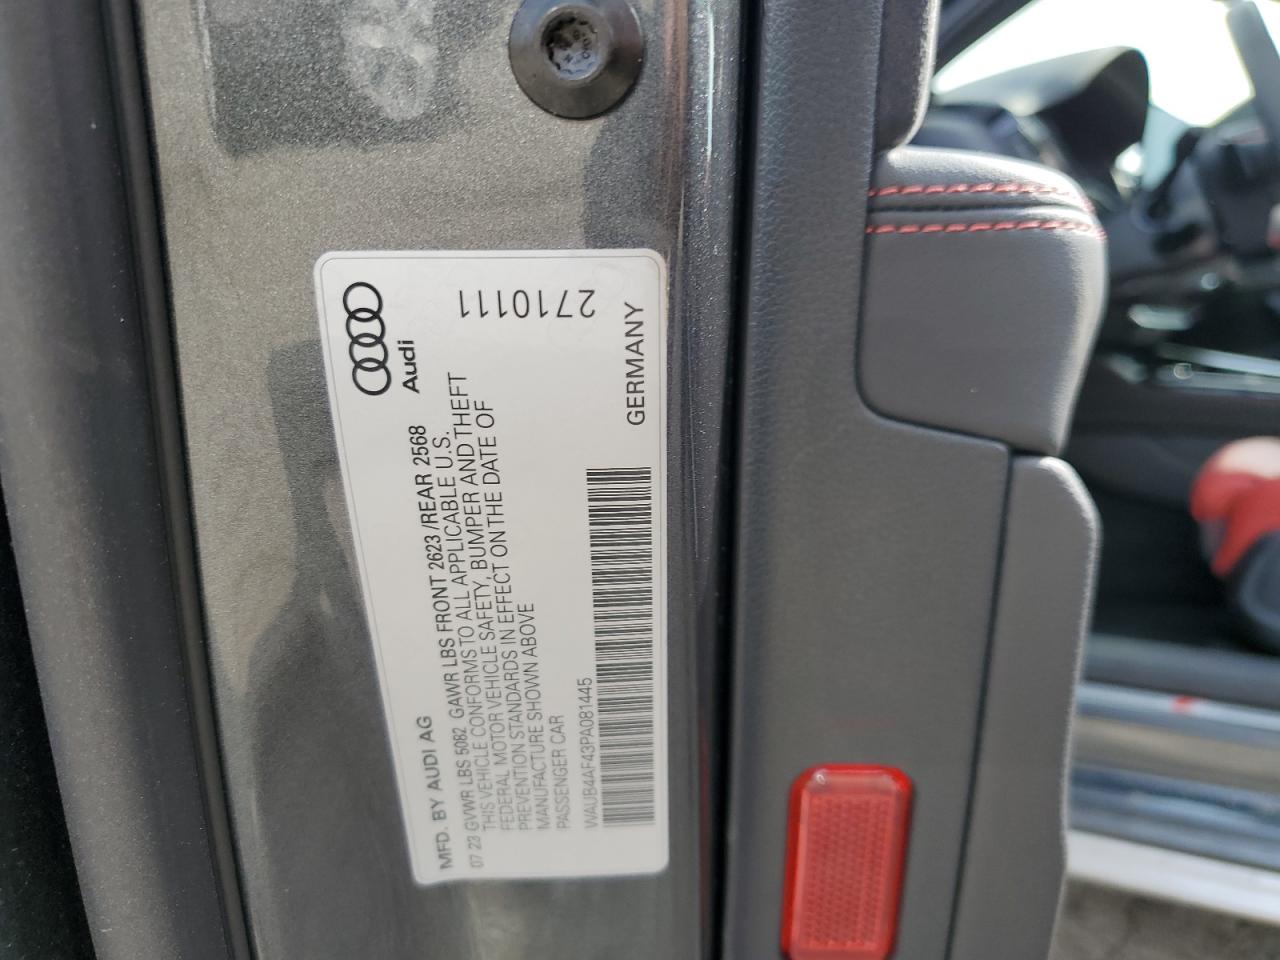 MFD. BY AUDI AG
Audi
07 23 GVWR LBS 5082 GAWR LBS FRONT 2623 /REAR 2568
THIS VEHICLE CONFORMS TO ALL APPLICABLE U.S.
FEDERAL MOTOR VEHICLE SAFETY, BUMPER AND THEFT
PREVENTION STANDARDS IN EFFECT ON THE DATE OF
MANUFACTURE SHOWN ABOVE
PASSENGER CAR
WAUB4AF43PA081445
GERMANY
2710111